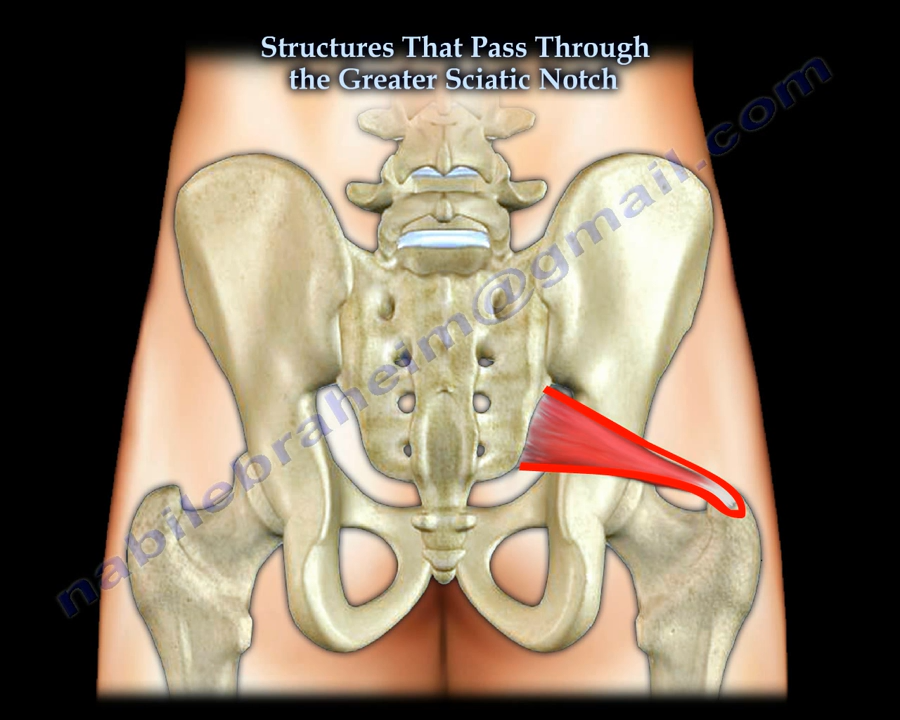 Structures That Pass Through
the Greater Sciatic Notch
nabilebraheim@gmail.com